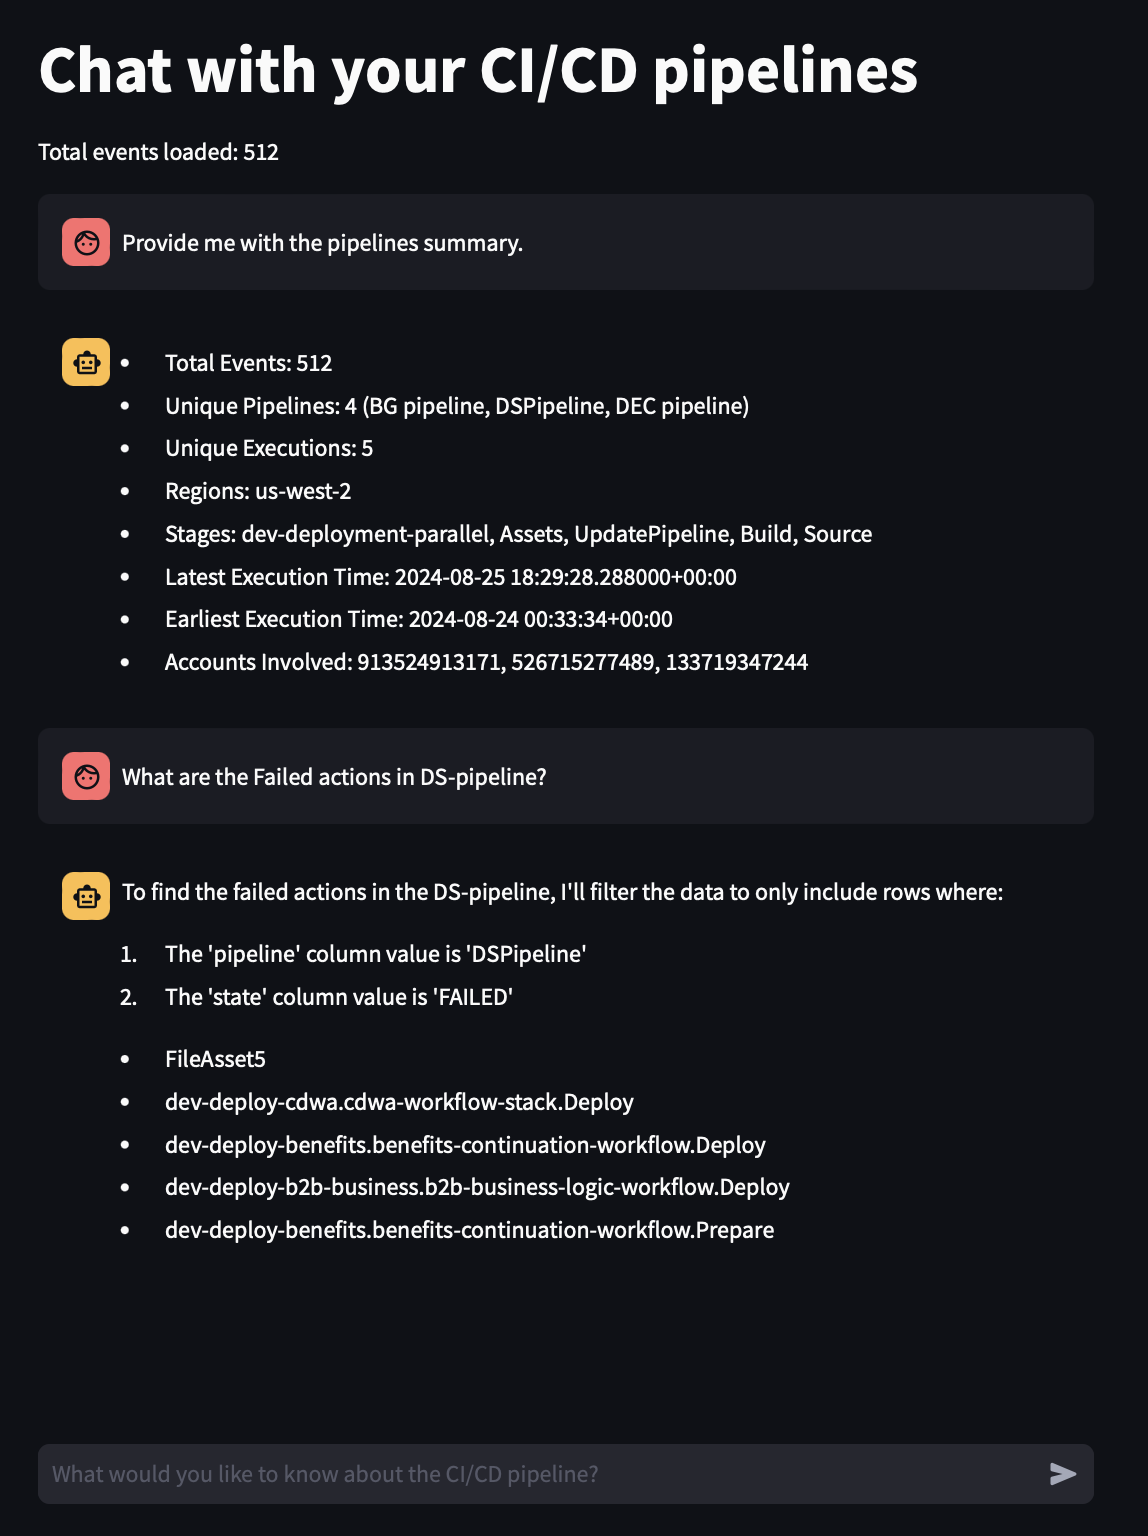 Chat with your CI/CD pipelines
Total events loaded: 512
Provide me with the pipelines summary.
• Total Events: 512
• Unique Pipelines: 4 (BG pipeline, DSPipeline, DEC pipeline)
• Unique Executions: 5
• Regions: us-west-2
• Stages: dev-deployment-parallel, Assets, UpdatePipeline, Build, Source
• Latest Execution Time: 2024-08-25 18:29:28.288000+00:00
• Earliest Execution Time: 2024-08-24 00:33:34+00:00
• Accounts Involved: 913524913171, 526715277489, 133719347244
What are the Failed actions in DS-pipeline?
To find the failed actions in the DS-pipeline, I'll filter the data to only include rows where:
1. The 'pipeline' column value is 'DSPipeline'
2. The 'state' column value is 'FAILED'
• FileAsset5
• dev-deploy-cdwa.cdwa-workflow-stack.Deploy
• dev-deploy-benefits.benefits-continuation-workflow.Deploy
• dev-deploy-b2b-business.b2b-business-logic-workflow.Deploy
• dev-deploy-benefits.benefits-continuation-workflow.Prepare
What would you like to know about the CI/CD pipeline?